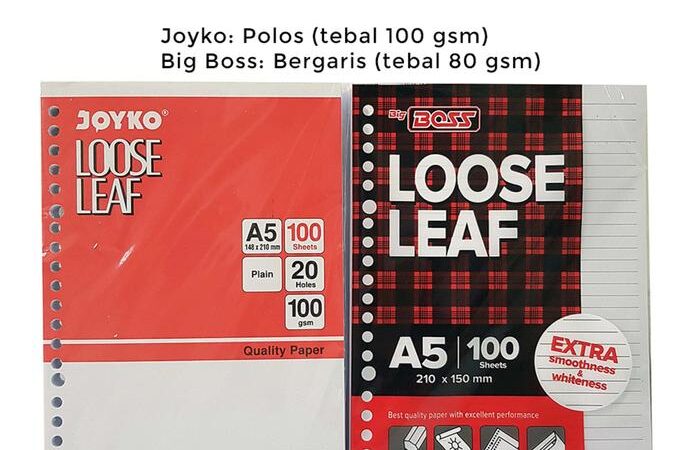 Joyko: Polos (tebal 100 gsm)
Big Boss: Bergaris (tebal 80 gsm)
JOYKO®
LOOSE
LEAF
A5
148 x 210 mm
100
Sheets
Plain
20
Holes
100
gsm
Quality Paper
Big BOSS
LOOSE
LEAF
A5
100
Sheets
210 x 150 mm
EXTRA
smoothness
&
whiteness
Best quality paper with excellent performance